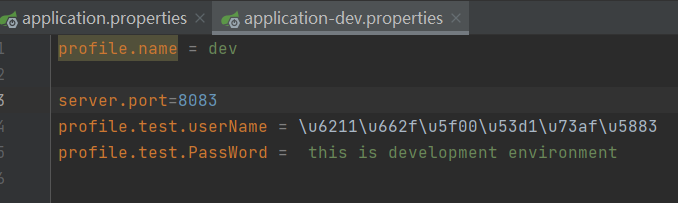 application.properties × application-dev.properties ×
1 profile.name = dev
2
3 server.port=8083
4 profile.test.userName = \u6211\u662f\u5f00\u53d1\u73af\u5883
5 profile.test.PassWord =  this is development environment
6